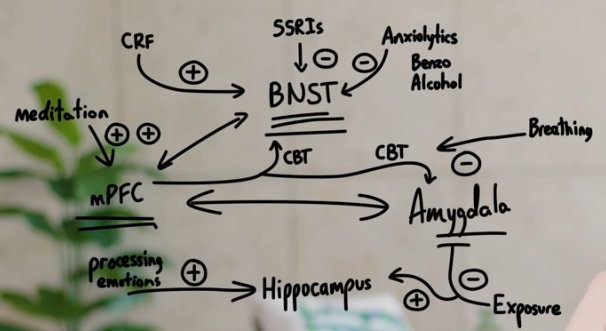 SSRIs
CRF
Anxiolytics
Benzo
Alcohol
BNST
Meditation
Breathing
CBT
CBT
mPFC
Amygdala
processing
emotions
Hippocampus
Exposure